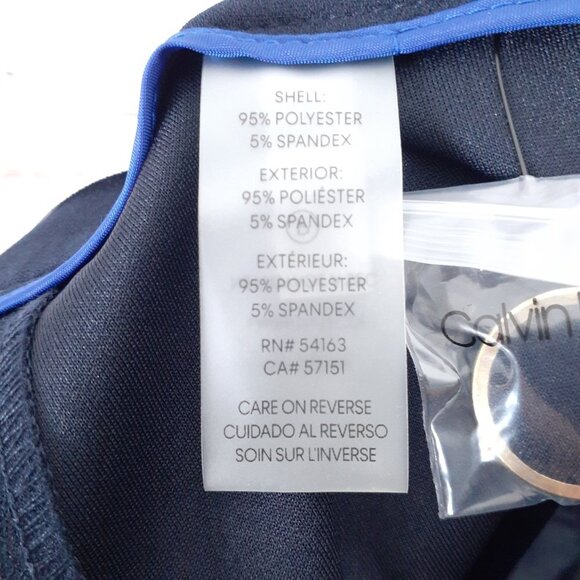 SHELL:
95% POLYESTER
5% SPANDEX
EXTERIOR:
95% POLIÉSTER
5% SPANDEX
EXTÉRIEUR:
95% POLYESTER
5% SPANDEX
RN# 54163
CA# 57151
CARE ON REVERSE
CUIDADO AL REVERSO
SOIN SUR L'INVERSE
Calvin